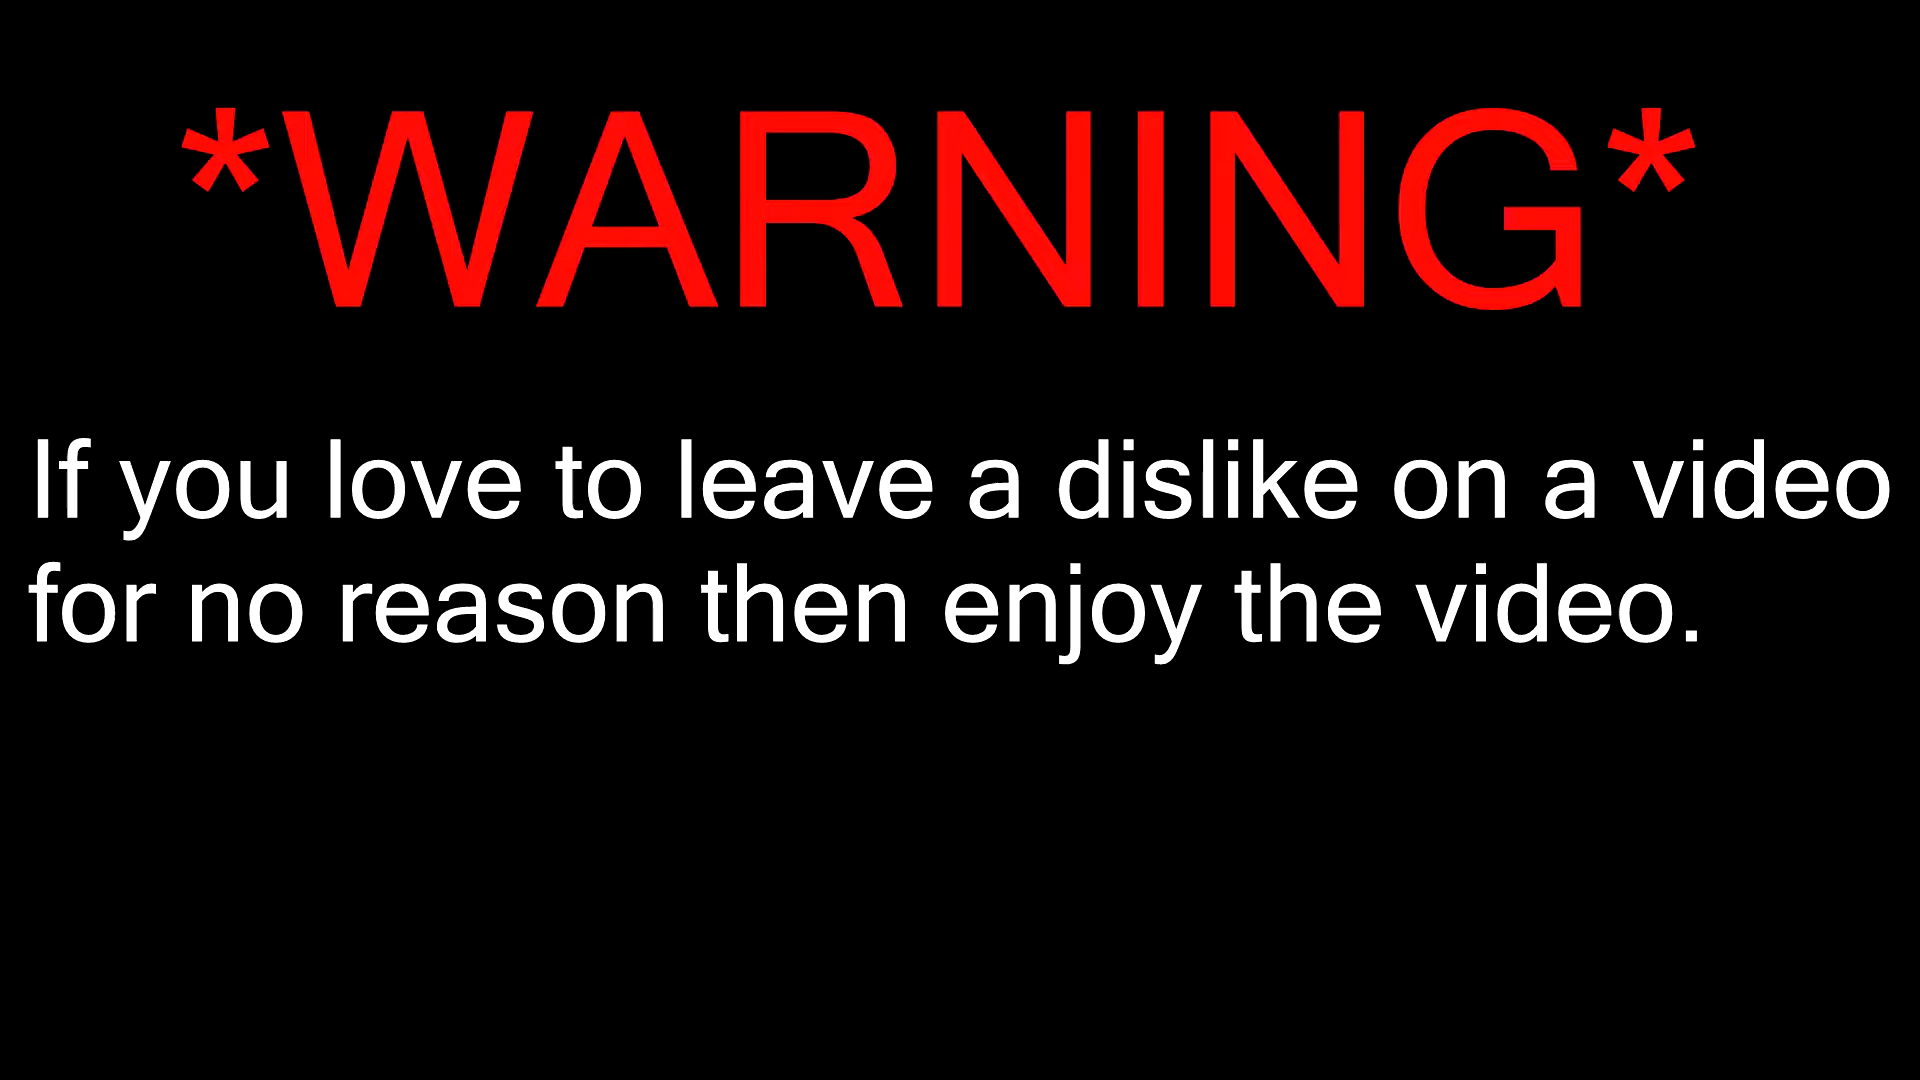 *WARNING*
If you love to leave a dislike on a video
for no reason then enjoy the video.